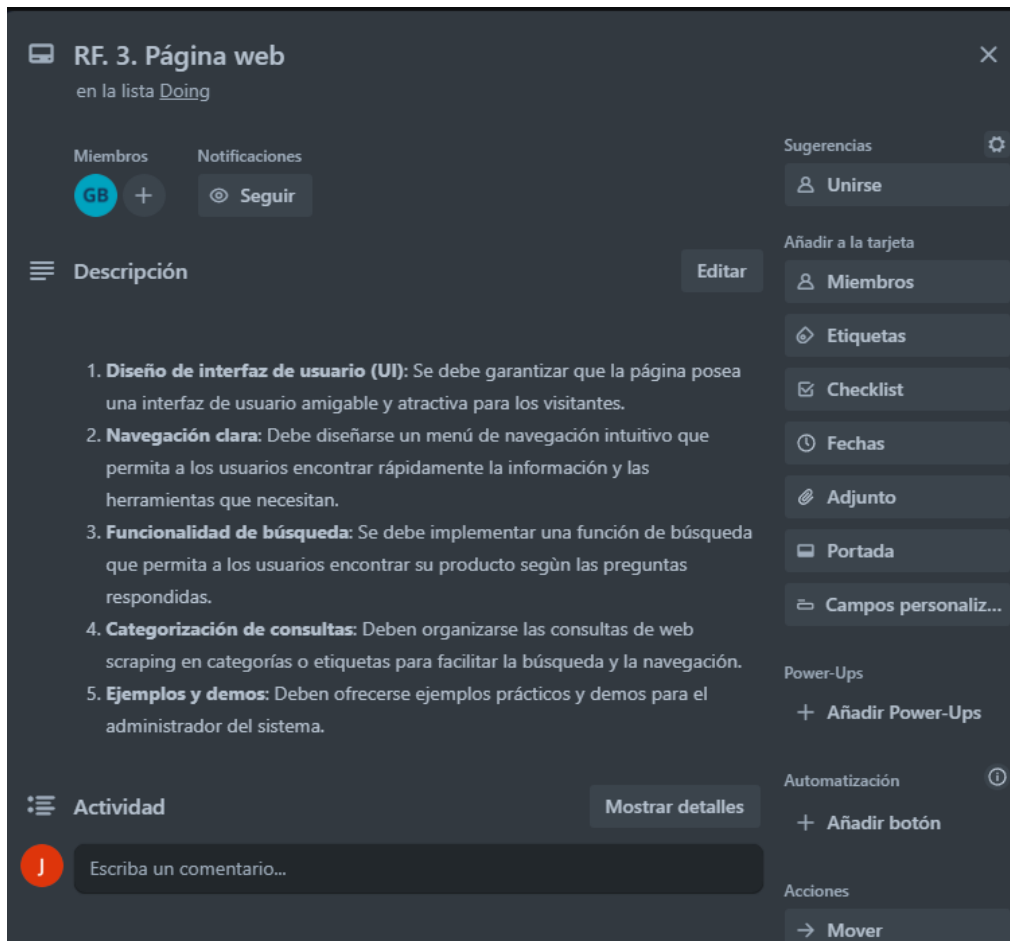 RF. 3. Página web
en la lista Doing
Miembros
Notificaciones
GB
+
Seguir
Descripción
Editar
1. Diseño de interfaz de usuario (UI): Se debe garantizar que la página posea
una interfaz de usuario amigable y atractiva para los visitantes.
2. Navegación clara: Debe diseñarse un menú de navegación intuitivo que
permita a los usuarios encontrar rápidamente la información y las
herramientas que necesitan.
3. Funcionalidad de búsqueda: Se debe implementar una función de búsqueda
que permita a los usuarios encontrar su producto segùn las preguntas
respondidas.
4. Categorización de consultas: Deben organizarse las consultas de web
scraping en categorías o etiquetas para facilitar la búsqueda y la navegación.
5. Ejemplos y demos: Deben ofrecerse ejemplos prácticos y demos para el
administrador del sistema.
Actividad
Mostrar detalles
J
Escriba un comentario...
Sugerencias
Unirse
Añadir a la tarjeta
Miembros
Etiquetas
Checklist
Fechas
Adjunto
Portada
Campos personaliz...
Power-Ups
+ Añadir Power-Ups
Automatización
+ Añadir botón
Acciones
→ Mover